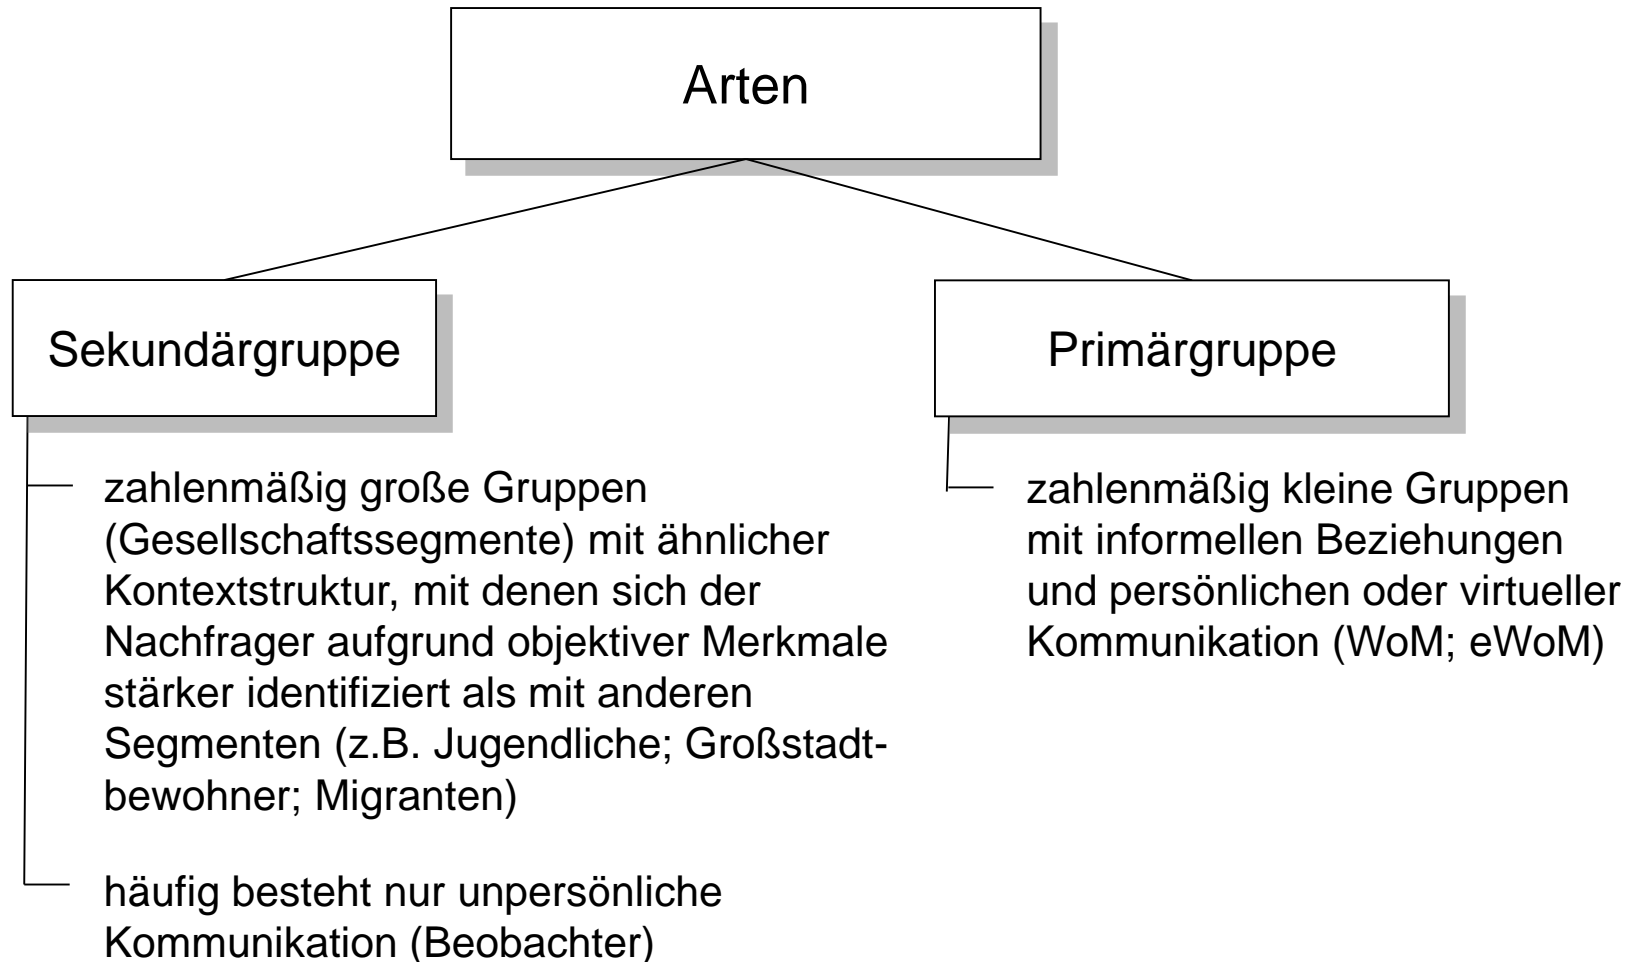 Arten
Sekundärgruppe
zahlenmäßig große Gruppen
(Gesellschaftssegmente) mit ähnlicher
Kontextstruktur, mit denen sich der
Nachfrager aufgrund objektiver Merkmale
stärker identifiziert als mit anderen
Segmenten (z.B. Jugendliche; Großstadt-
bewohner; Migranten)
häufig besteht nur unpersönliche
Kommunikation (Beobachter)
Primärgruppe
zahlenmäßig kleine Gruppen
mit informellen Beziehungen
und persönlichen oder virtueller
Kommunikation (WoM; eWoM)